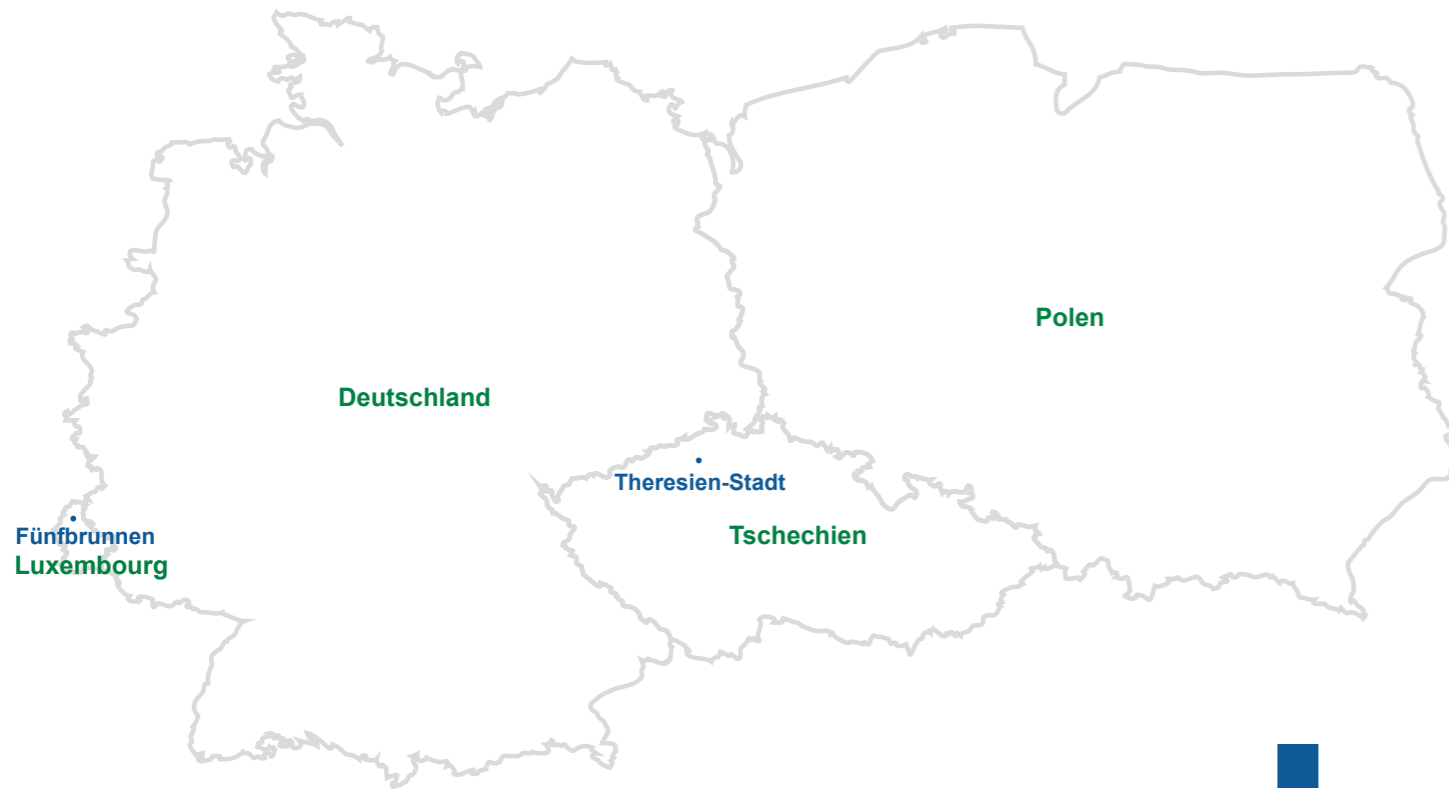 Polen
Deutschland
Theresien-Stadt
Fünfbrunnen
Tschechien
Luxembourg